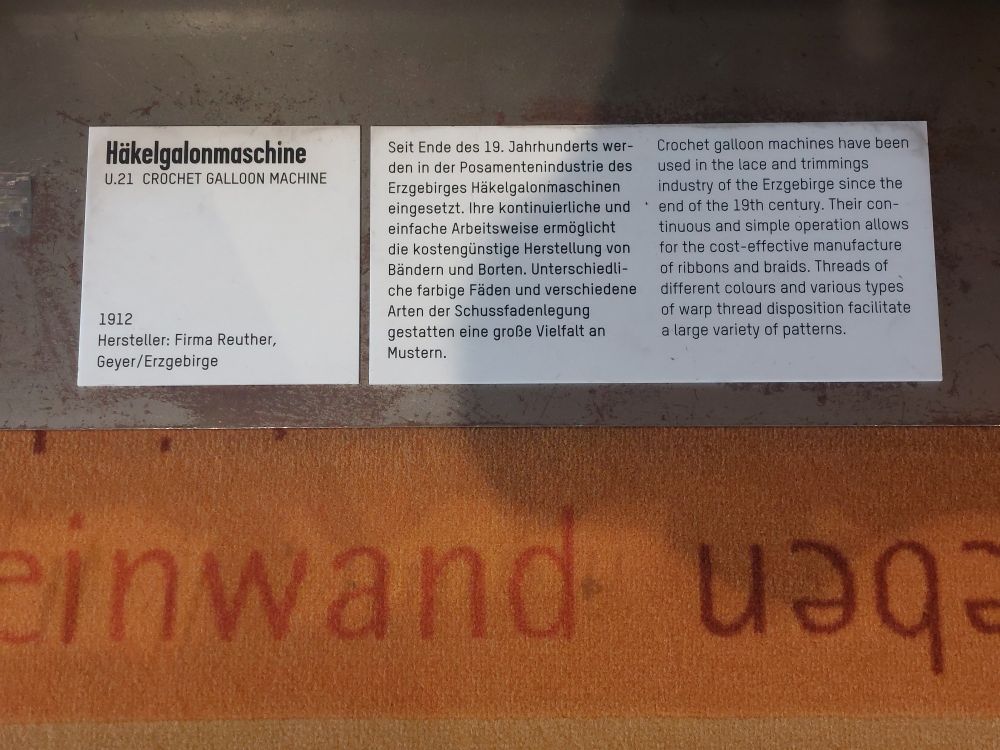 Häkelgalonmaschine
U.21 CROCHET GALLOON MACHINE
1912
Hersteller: Firma Reuther,
Geyer/Erzgebirge
Seit Ende des 19. Jahrhunderts wer-
den in der Posamentenindustrie des
Erzgebirges Häkelgalonmaschinen
eingesetzt. Ihre kontinuierliche und
einfache Arbeitsweise ermöglicht
die kostengünstige Herstellung von
Bändern und Borten. Unterschiedli-
che farbige Fäden und verschiedene
Arten der Schussfadenlegung
gestatten eine große Vielfalt an
Mustern.
Crochet galloon machines have been
used in the lace and trimmings
industry of the Erzgebirge since the
end of the 19th century. Their con-
tinuous and simple operation allows
for the cost-effective manufacture
of ribbons and braids. Threads of
different colours and various types
of warp thread disposition facilitate
a large variety of patterns.
einwand